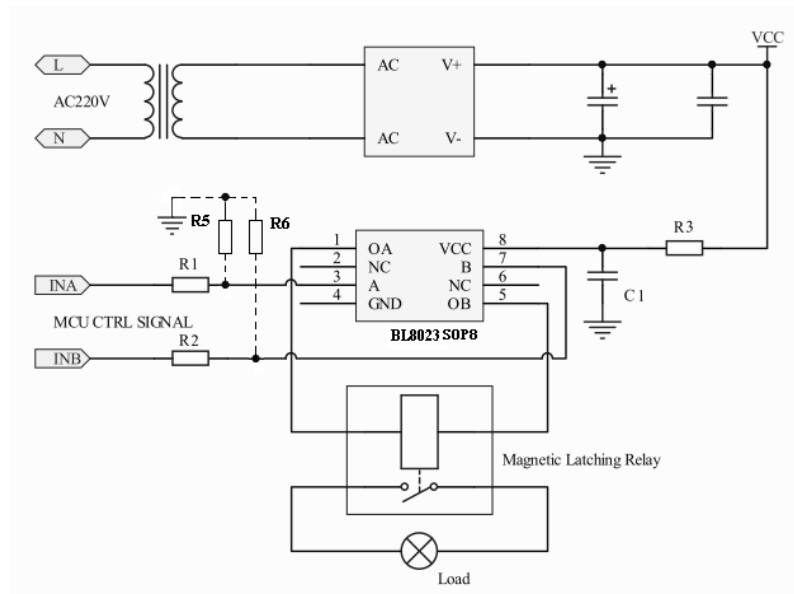 VCC
L
AC V+
AC220V
N
AC V-
R5 R6
R3
1 OA VCC 8
2 NC B 7
R1
INA
3 A NC 6
4 GND OB 5
C1
MCU CTRL SIGNAL
BL8023 SOP8
R2
INB
Magnetic Latching Relay
Load